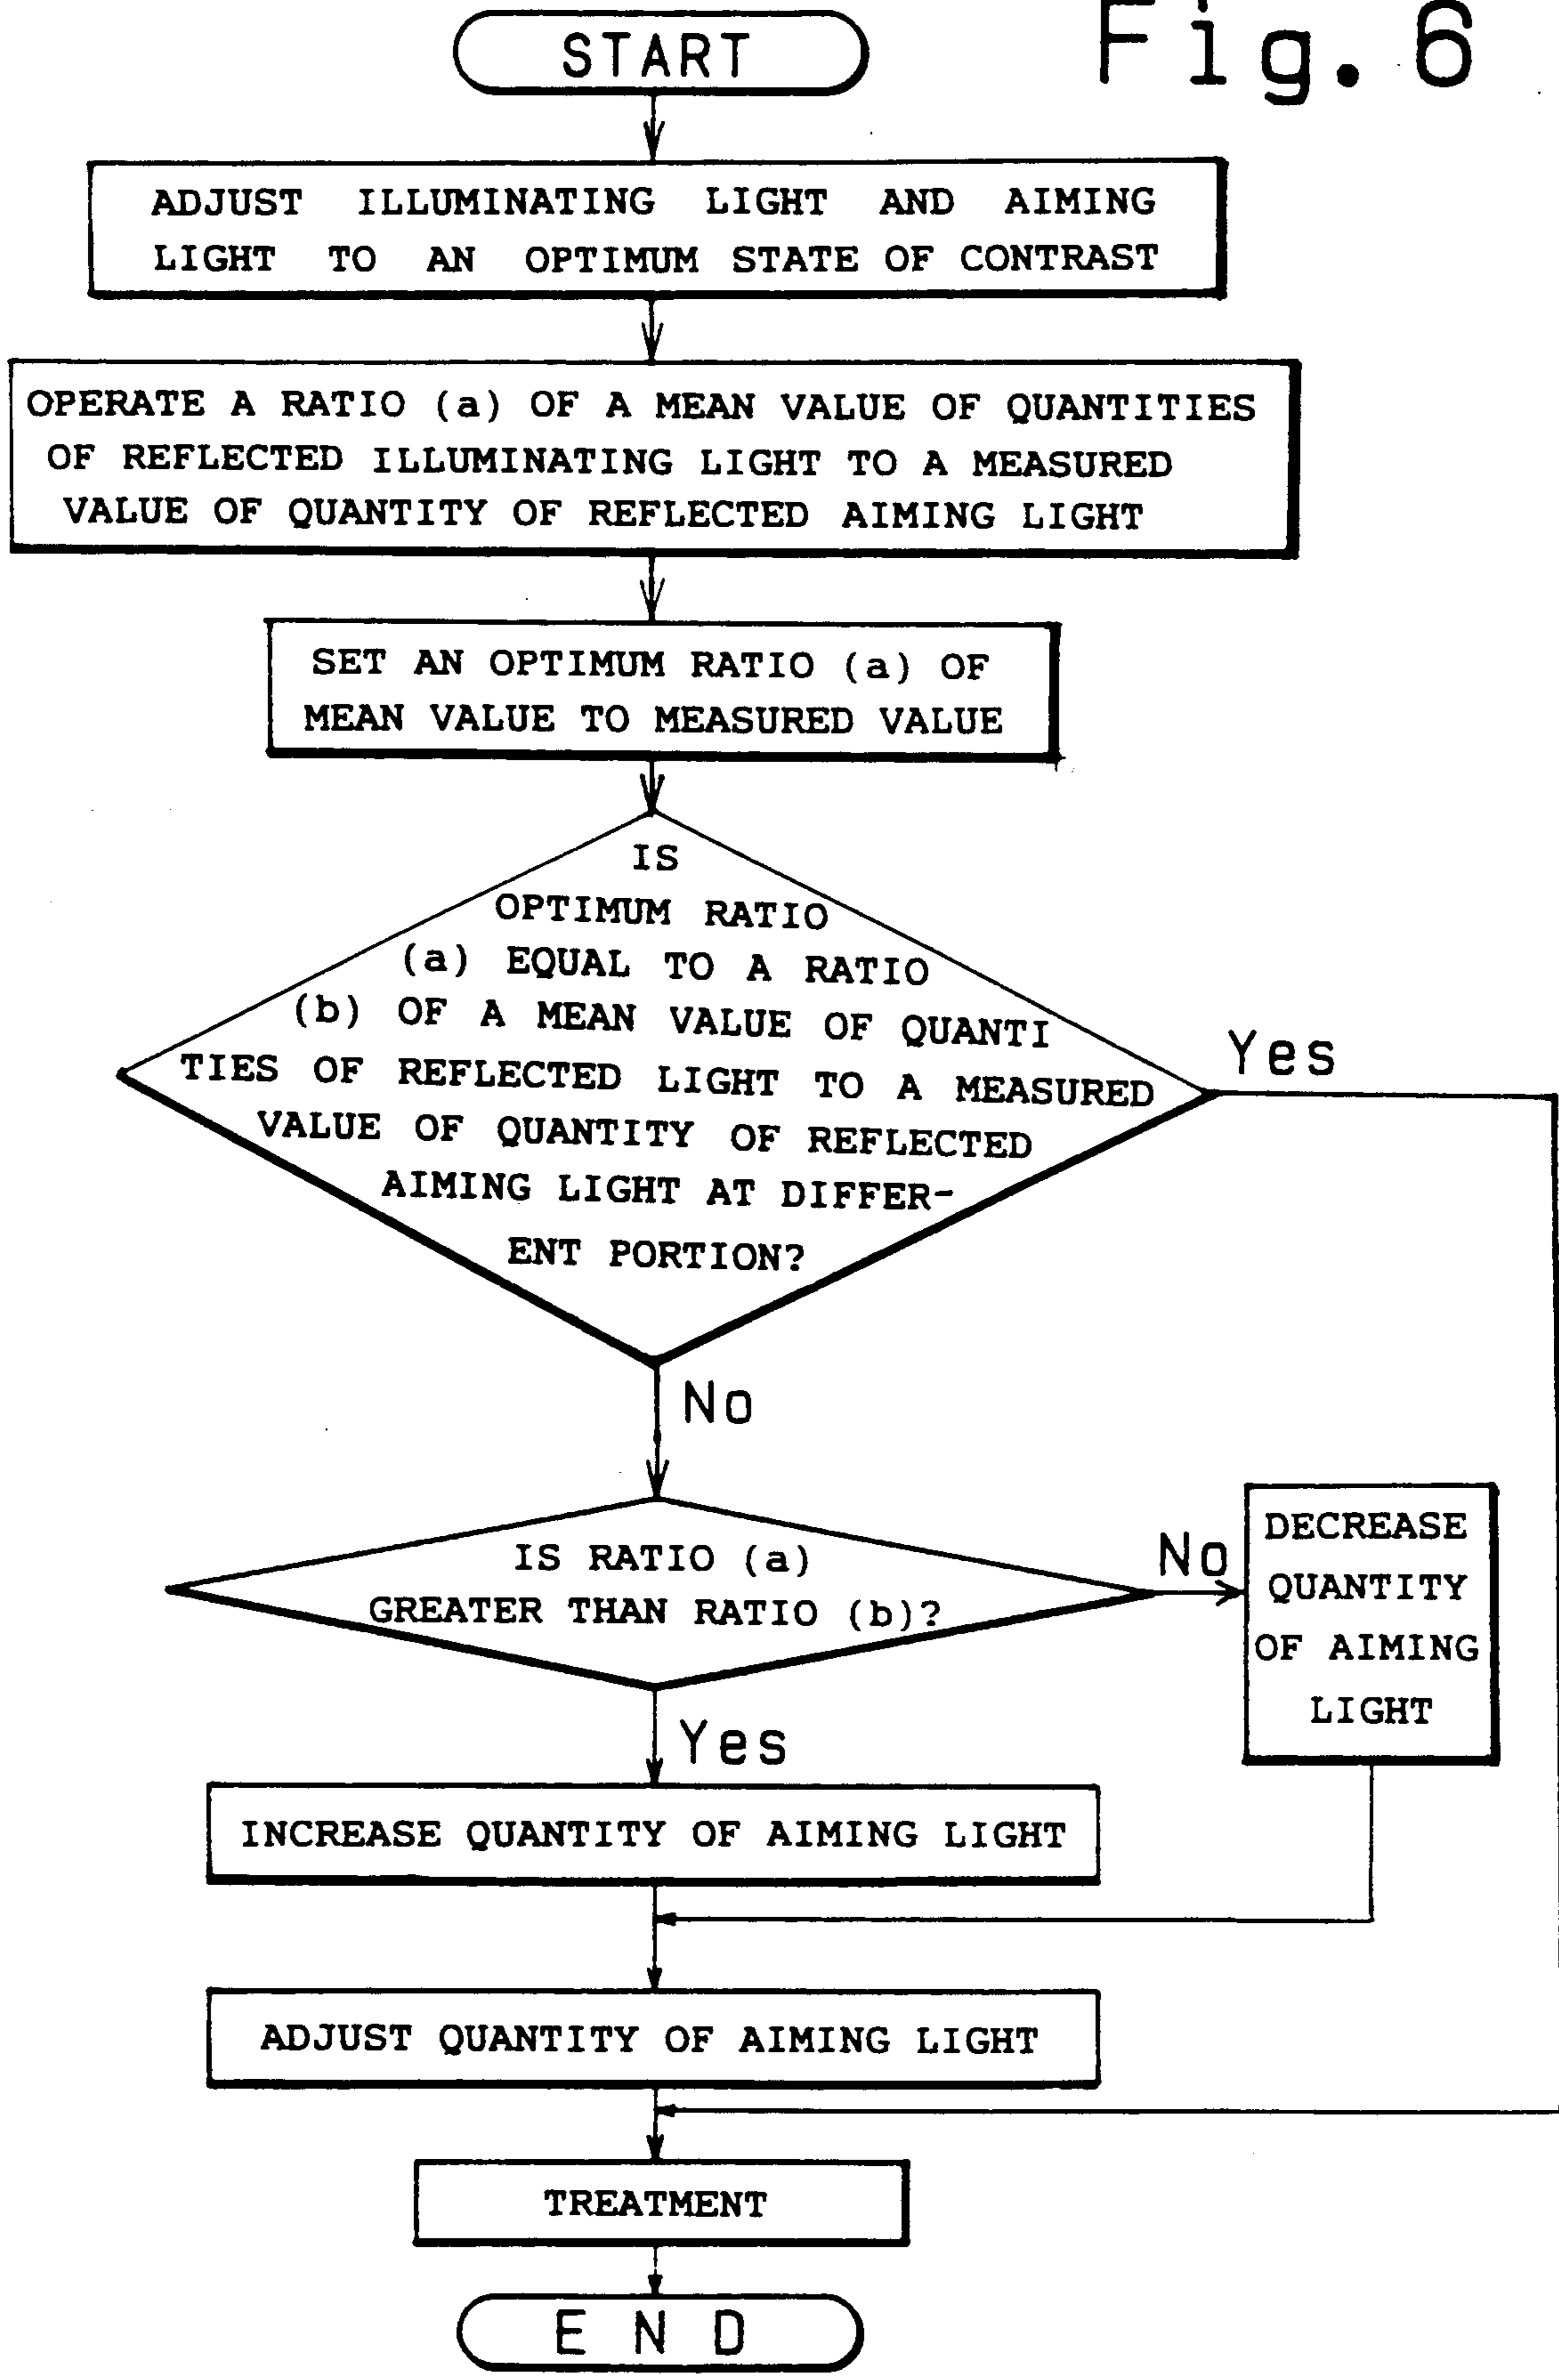 Fig. 6
START
ADJUST ILLUMINATING LIGHT AND AIMING
LIGHT TO AN OPTIMUM STATE OF CONTRAST
OPERATE A RATIO (a) OF A MEAN VALUE OF QUANTITIES
OF REFLECTED ILLUMINATING LIGHT TO A MEASURED
VALUE OF QUANTITY OF REFLECTED AIMING LIGHT
SET AN OPTIMUM RATIO (a) OF
MEAN VALUE TO MEASURED VALUE
IS
OPTIMUM RATIO
(a) EQUAL TO A RATIO
(b) OF A MEAN VALUE OF QUANTI
TIES OF REFLECTED LIGHT TO A MEASURED
VALUE OF QUANTITY OF REFLECTED
AIMING LIGHT AT DIFFER-
ENT PORTION?
Yes
No
IS RATIO (a)
GREATER THAN RATIO (b)?
No
DECREASE
QUANTITY
OF AIMING
LIGHT
Yes
INCREASE QUANTITY OF AIMING LIGHT
ADJUST QUANTITY OF AIMING LIGHT
TREATMENT
END